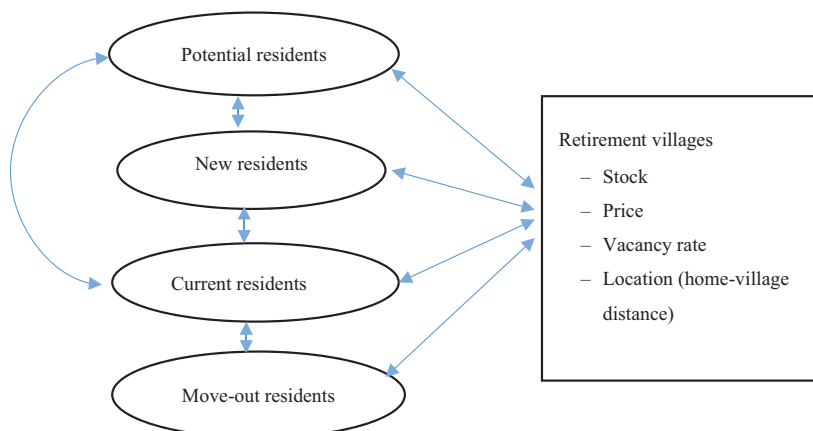 Potential residents
New residents
Current residents
Move-out residents
Retirement villages
– Stock
– Price
– Vacancy rate
– Location (home-village
distance)